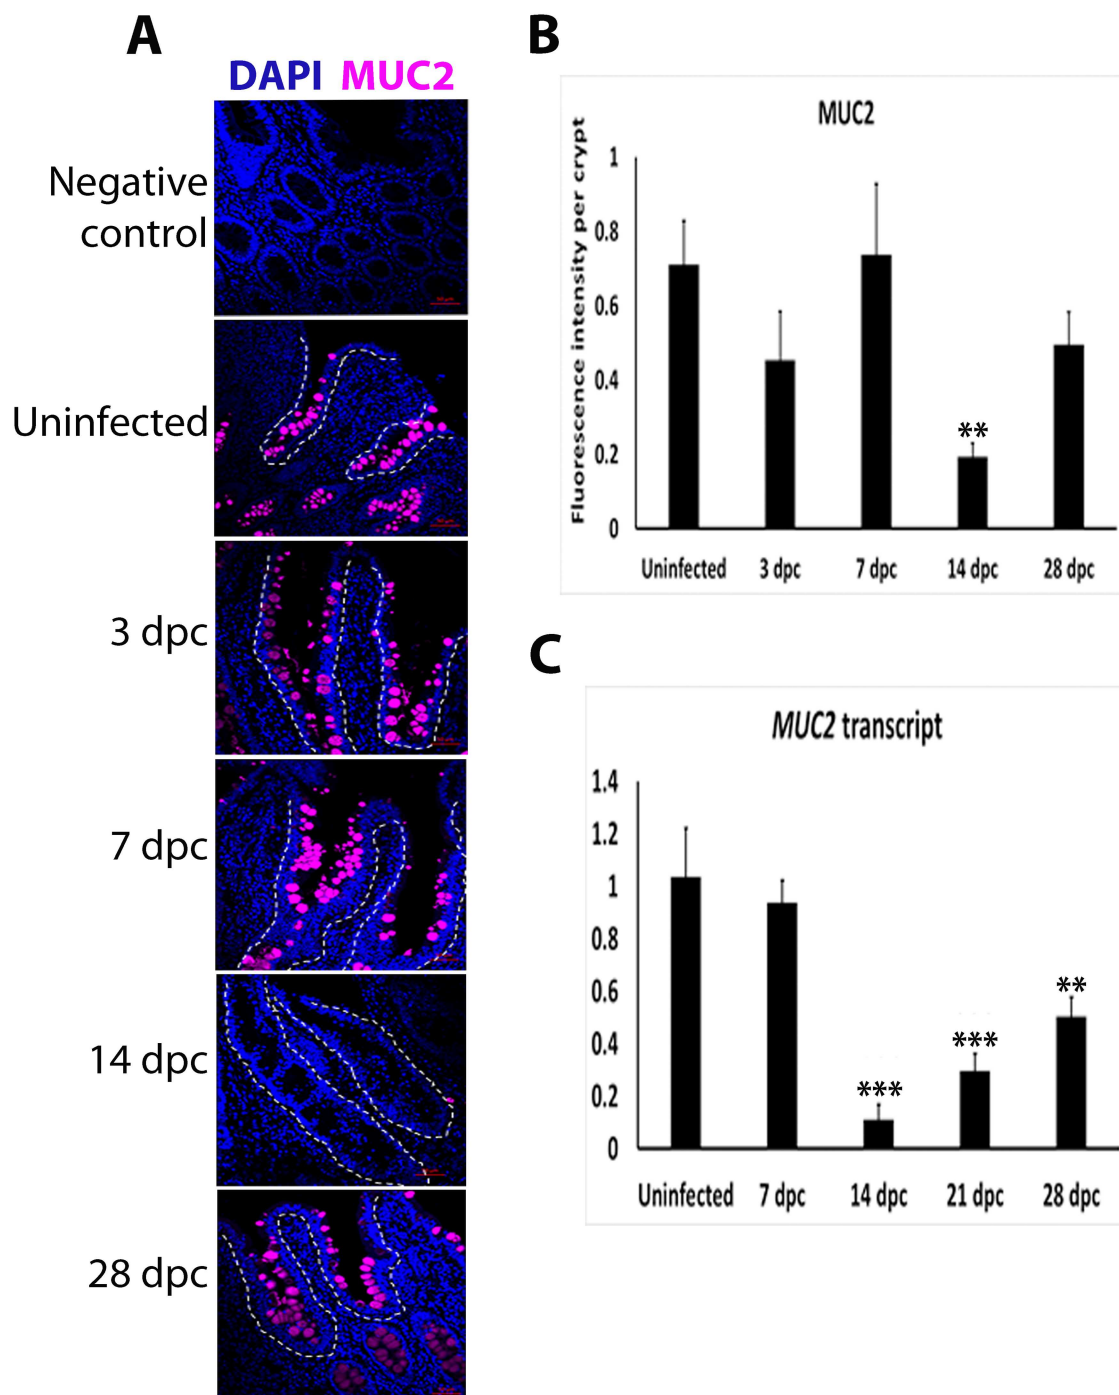 A
DAPI MUC2
Negative
control
Uninfected
3 dpc
7 dpc
14 dpc
28 dpc
B
MUC2
Fluorescence intensity per crypt
1
0.8
0.6
0.4
0.2
0
**
Uninfected 3 dpc 7 dpc 14 dpc 28 dpc
C
MUC2 transcript
1.4
1.2
1
0.8
0.6
0.4
0.2
0
***
***
**
Uninfected 7 dpc 14 dpc 21 dpc 28 dpc